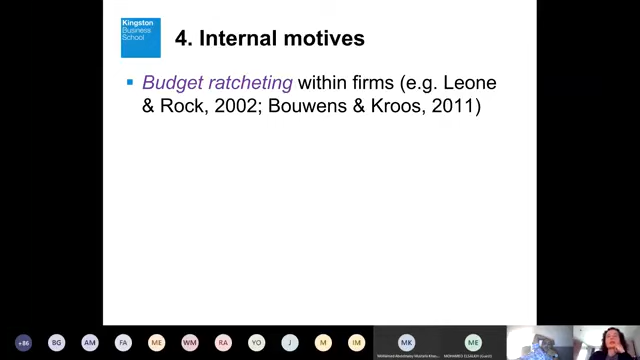 Kingston
Business
School
4. Internal motives
Budget ratcheting within firms (e.g. Leone
& Rock, 2002; Bouwens & Kroos, 2011)
+86
BG
AM
FA
ME
WM
RA
YO
J
M
IM
MK
ME